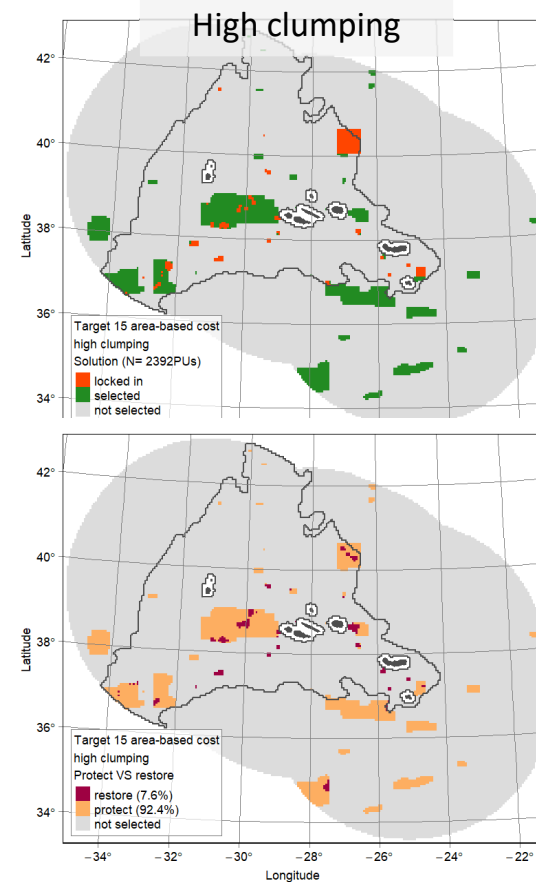 High clumping
42°
40°
38°
36°
34°
Latitude
Target 15 area-based cost
high clumping
Solution (N= 2392PUs)
locked in
selected
not selected
42°
40°
38°
36°
34°
Latitude
Target 15 area-based cost
high clumping
Protect VS restore
restore (7.6%)
protect (92.4%)
not selected
−34° −32° −30° −28° −26° −24° −22°
Longitude